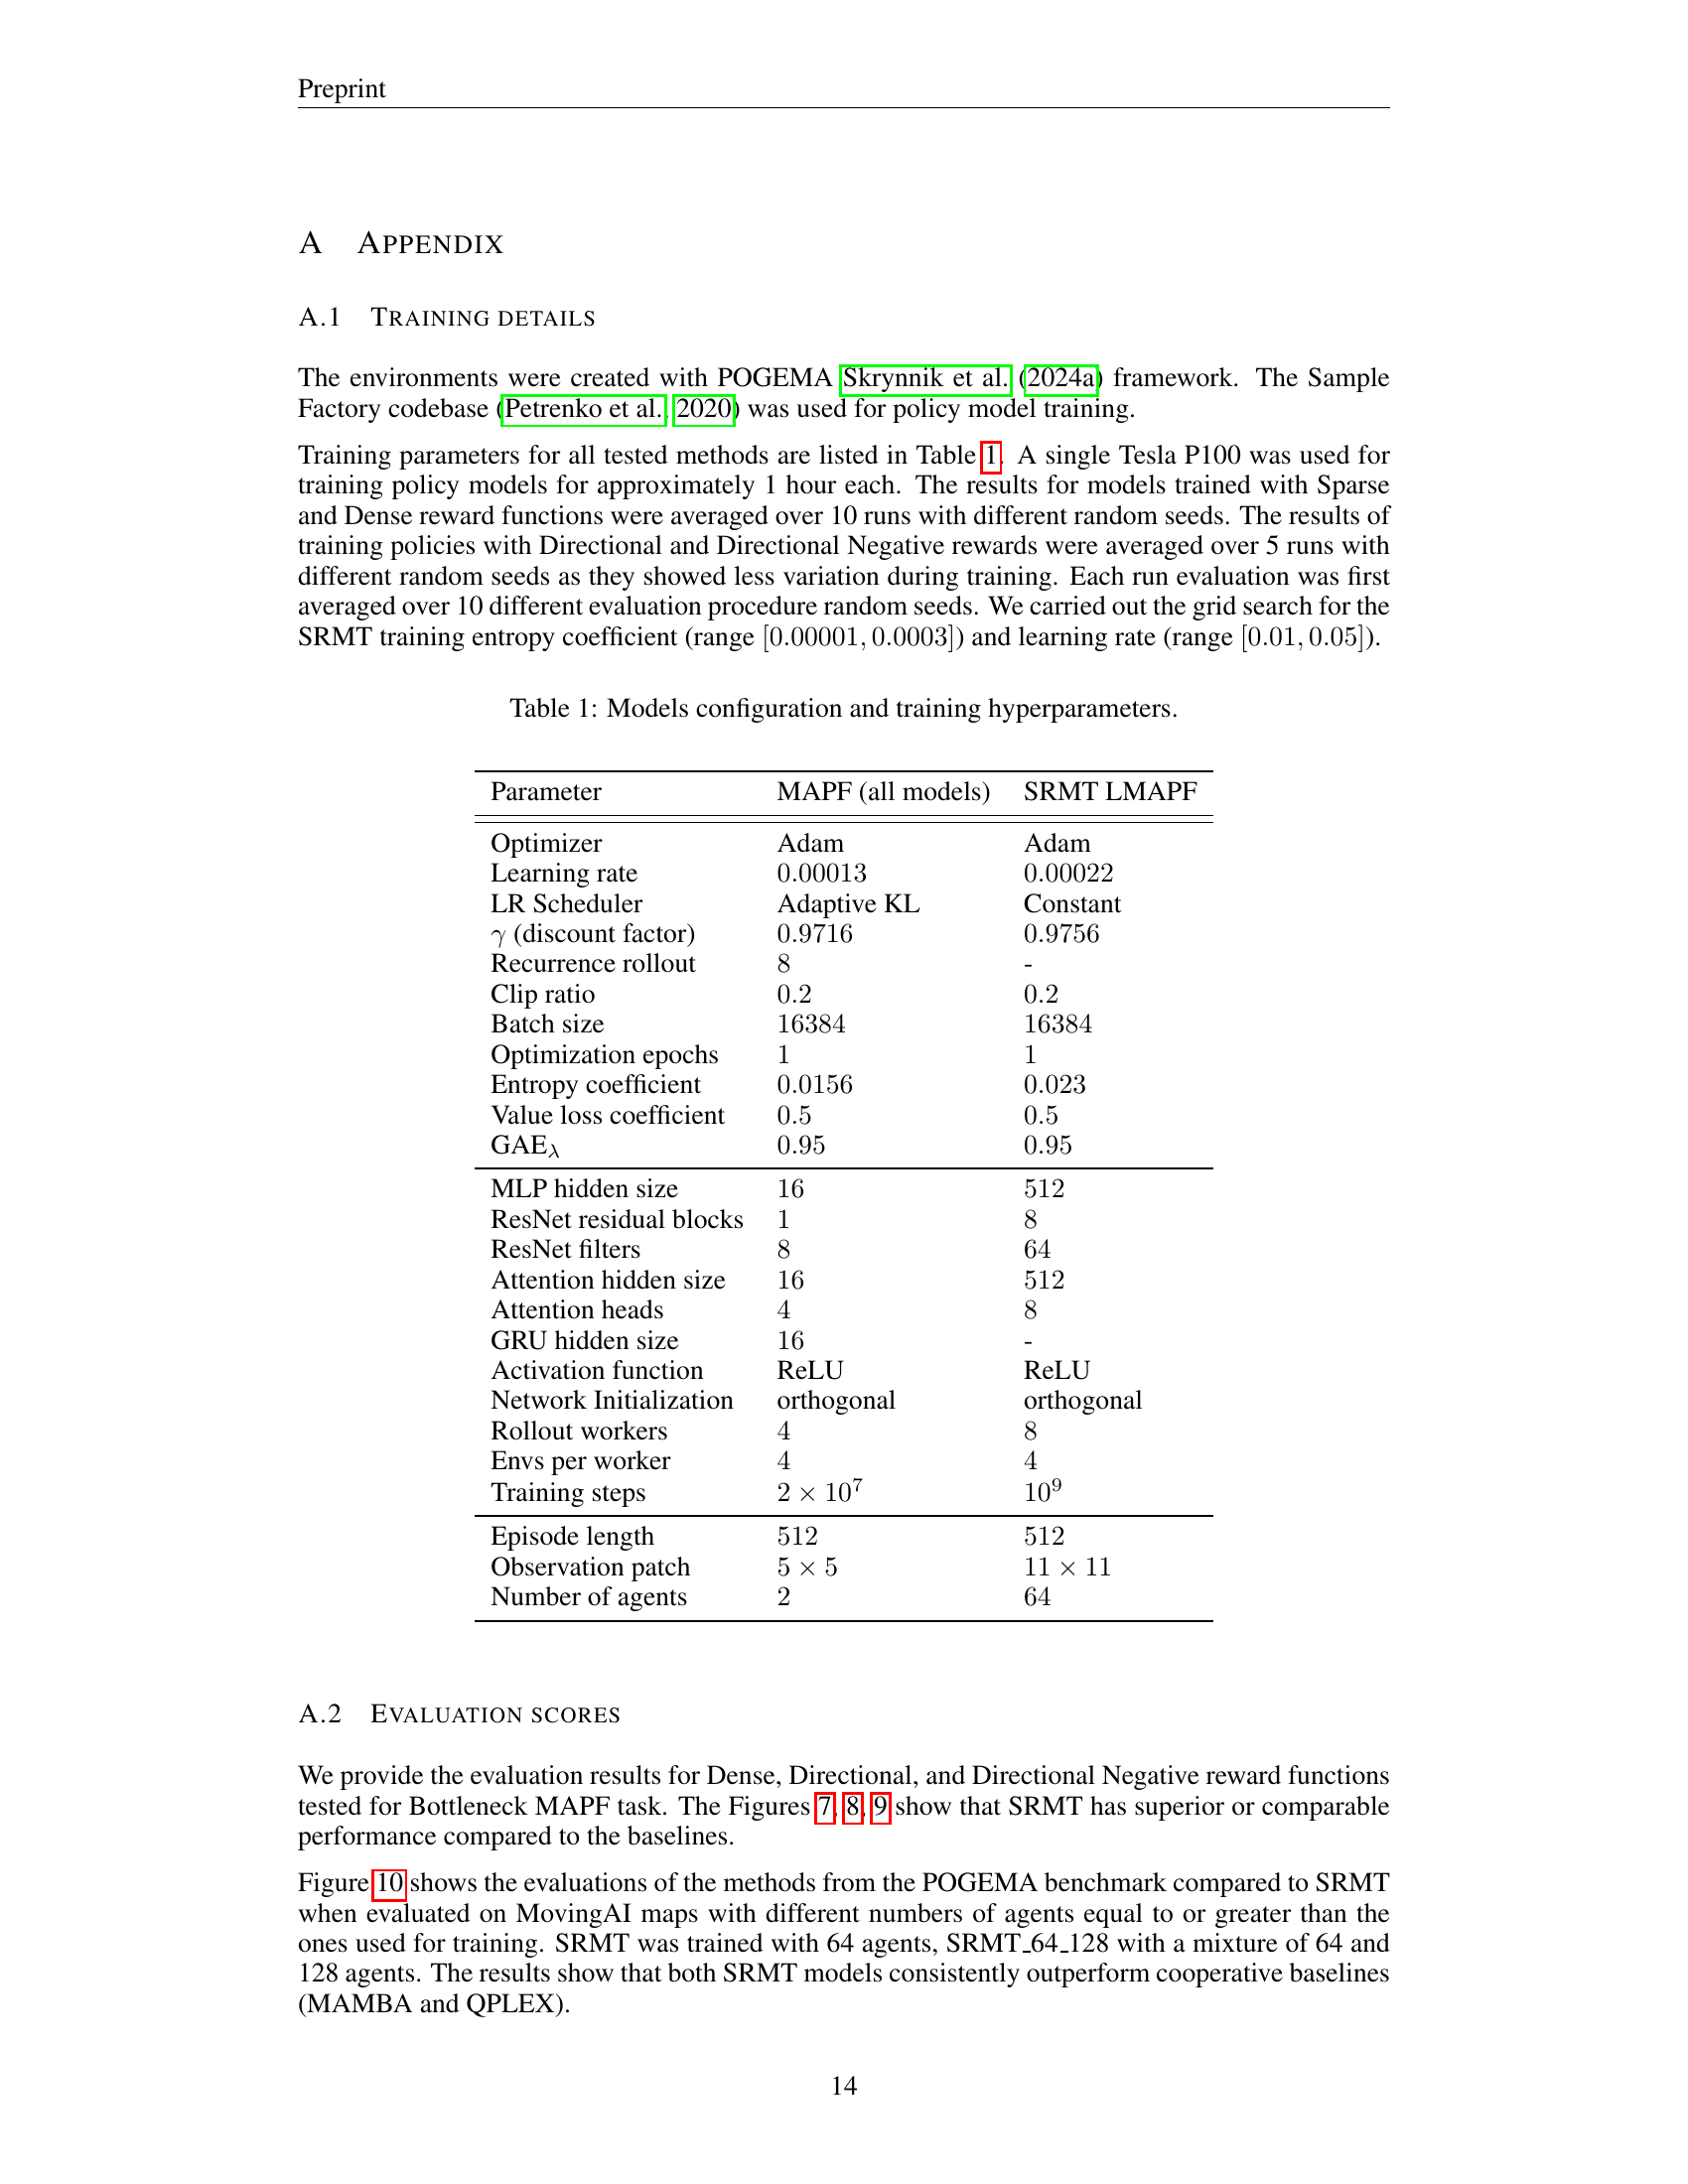 Preprint
A APPENDIX
A.1 TRAINING DETAILS
The environments were created with POGEMA Skrynnik et al. (2024a) framework. The Sample
Factory codebase (Petrenko et al., 2020) was used for policy model training.
Training parameters for all tested methods are listed in Table 1. A single Tesla P100 was used for
training policy models for approximately 1 hour each. The results for models trained with Sparse
and Dense reward functions were averaged over 10 runs with different random seeds. The results of
training policies with Directional and Directional Negative rewards were averaged over 5 runs with
different random seeds as they showed less variation during training. Each run evaluation was first
averaged over 10 different evaluation procedure random seeds. We carried out the grid search for the
SRMT training entropy coefficient (range [0.00001, 0.0003]) and learning rate (range [0.01, 0.05]).
Table 1: Models configuration and training hyperparameters.
Parameter MAPF (all models) SRMT LMAPF
Optimizer Adam Adam
Learning rate 0.00013 0.00022
LR Scheduler Adaptive KL Constant
γ (discount factor) 0.9716 0.9756
Recurrence rollout 8 -
Clip ratio 0.2 0.2
Batch size 16384 16384
Optimization epochs 1 1
Entropy coefficient 0.0156 0.023
Value loss coefficient 0.5 0.5
GAE_λ 0.95 0.95
MLP hidden size 16 512
ResNet residual blocks 1 8
ResNet filters 8 64
Attention hidden size 16 512
Attention heads 4 8
GRU hidden size 16 -
Activation function ReLU ReLU
Network Initialization orthogonal orthogonal
Rollout workers 4 8
Envs per worker 4 4
Training steps 2 × 10⁷ 10⁹
Episode length 512 512
Observation patch 5 × 5 11 × 11
Number of agents 2 64
A.2 EVALUATION SCORES
We provide the evaluation results for Dense, Directional, and Directional Negative reward functions
tested for Bottleneck MAPF task. The Figures 7, 8, 9 show that SRMT has superior or comparable
performance compared to the baselines.
Figure 10 shows the evaluations of the methods from the POGEMA benchmark compared to SRMT
when evaluated on MovingAI maps with different numbers of agents equal to or greater than the
ones used for training. SRMT was trained with 64 agents, SRMT_64_128 with a mixture of 64 and
128 agents. The results show that both SRMT models consistently outperform cooperative baselines
(MAMBA and QPLEX).
14